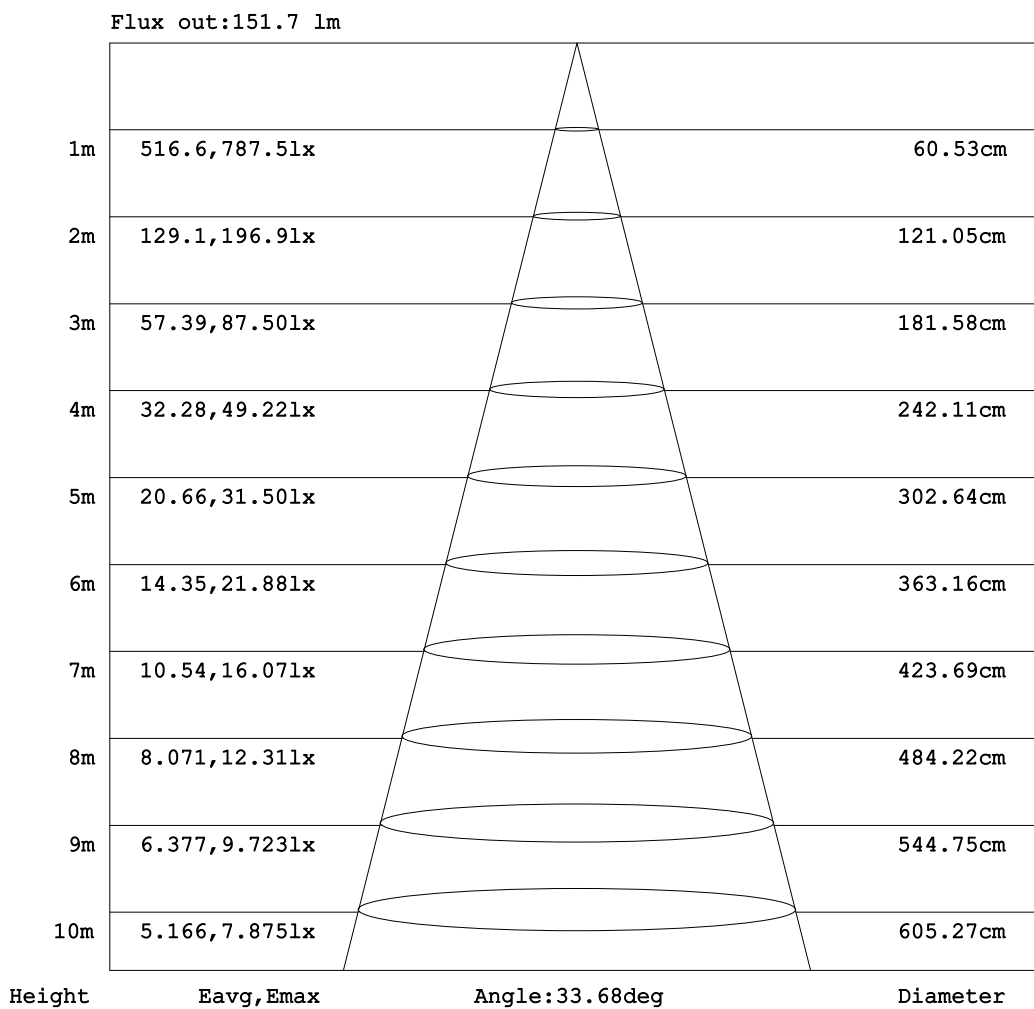 Flux out:151.7 lm
1m 516.6,787.5lx 60.53cm
2m 129.1,196.9lx 121.05cm
3m 57.39,87.50lx 181.58cm
4m 32.28,49.22lx 242.11cm
5m 20.66,31.50lx 302.64cm
6m 14.35,21.88lx 363.16cm
7m 10.54,16.07lx 423.69cm
8m 8.071,12.31lx 484.22cm
9m 6.377,9.723lx 544.75cm
10m 5.166,7.875lx 605.27cm
Height Eavg,Emax Angle:33.68deg Diameter